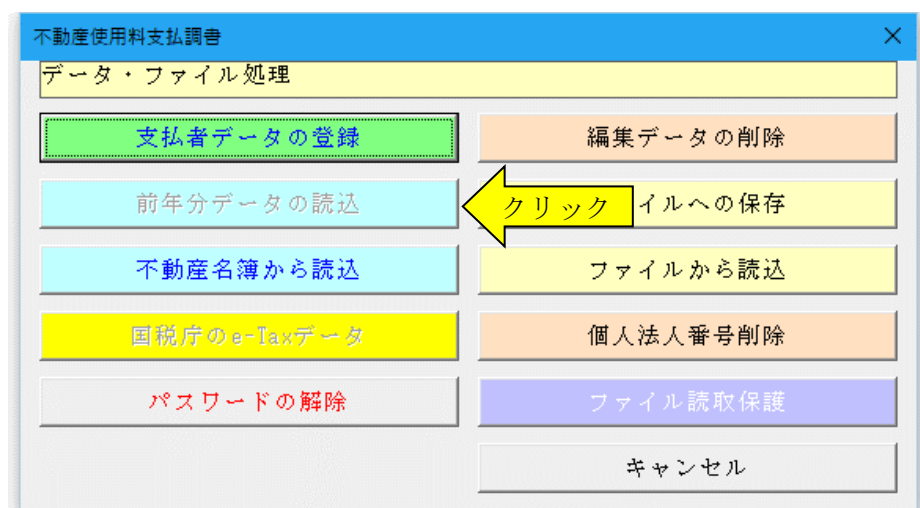 不動産使用料支払調書
データ・ファイル処理
支払者データの登録
編集データの削除
前年分データの読込
クリック
イルへの保存
不動産名簿から読込
ファイルから読込
国税庁のe-Taxデータ
個人法人番号削除
パスワードの解除
ファイル読取保護
キャンセル